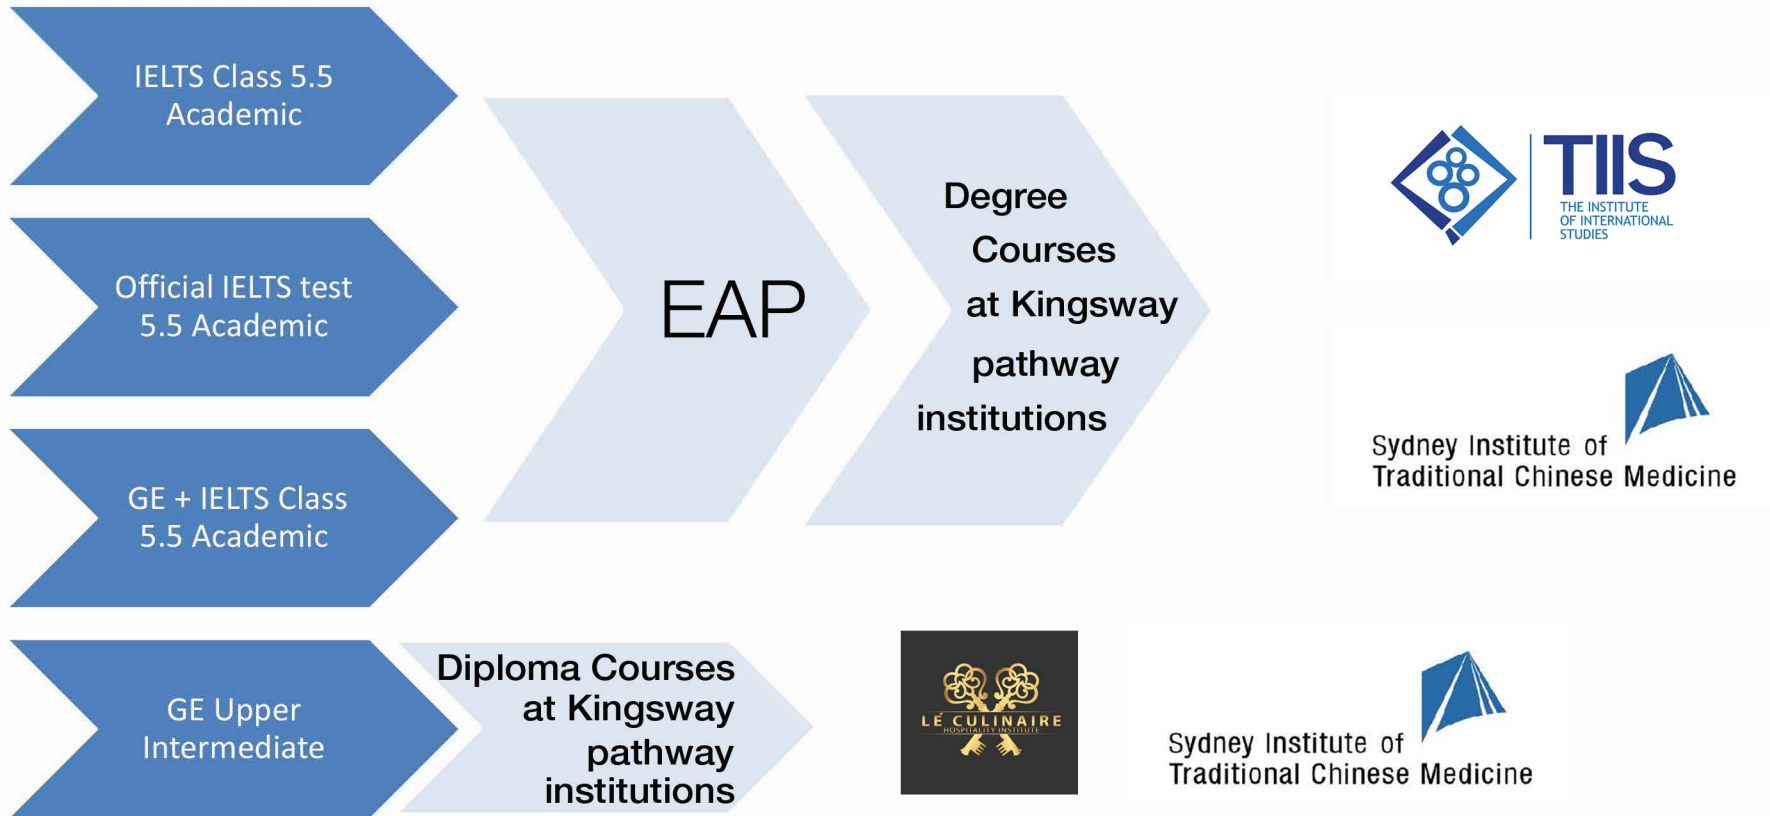 IELTS Class 5.5
Academic
Official IELTS test
5.5 Academic
GE + IELTS Class
5.5 Academic
EAP
Degree
Courses
at Kingsway
pathway
institutions
TIIS
THE INSTITUTE
OF INTERNATIONAL
STUDIES
Sydney Institute of
Traditional Chinese Medicine
GE Upper
Intermediate
Diploma Courses
at Kingsway
pathway
institutions
LÉ CULINAIRE
HOSPITALITY INSTITUTE
Sydney Institute of
Traditional Chinese Medicine